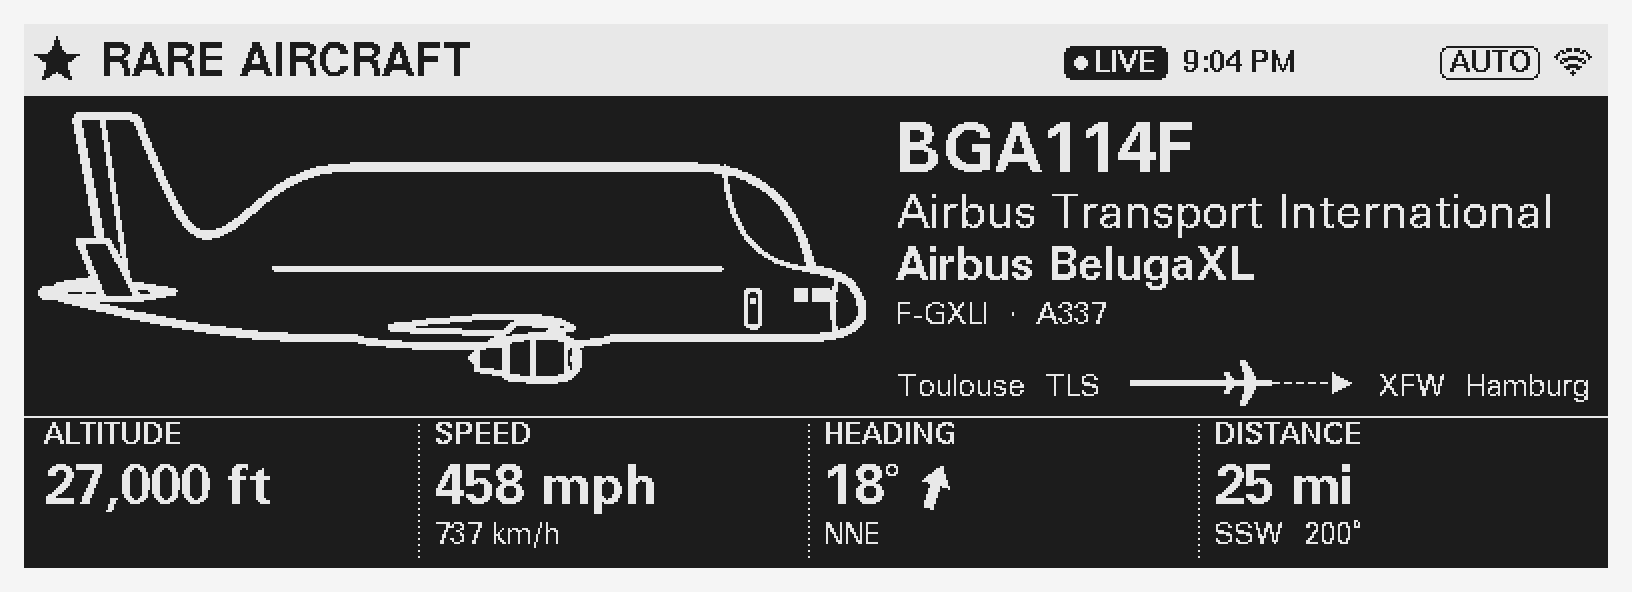 RARE AIRCRAFT
LIVE 9:04 PM AUTO
BGA114F
Airbus Transport International
Airbus BelugaXL
F-GXLI · A337
Toulouse TLS XFW Hamburg
ALTITUDE SPEED HEADING DISTANCE
27,000 ft 458 mph 18° 25 mi
737 km/h NNE SSW 200°